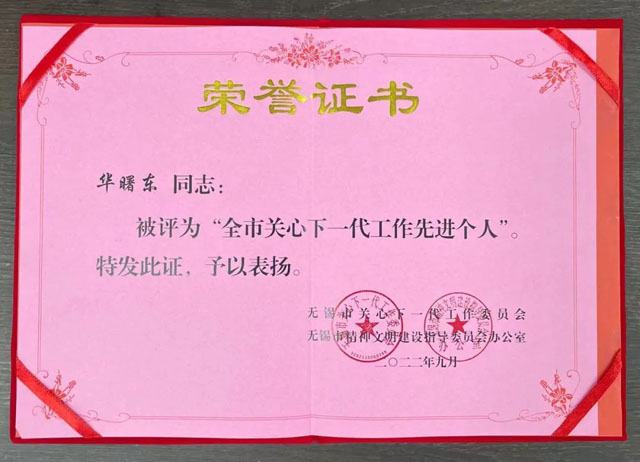 荣誉证书
华曙东 同志：
被评为“全市关心下一代工作先进个人”。
特发此证，予以表扬。
无锡市关心下一代工作委员会
无锡市精神文明建设指导委员会办公室
二〇二二年九月